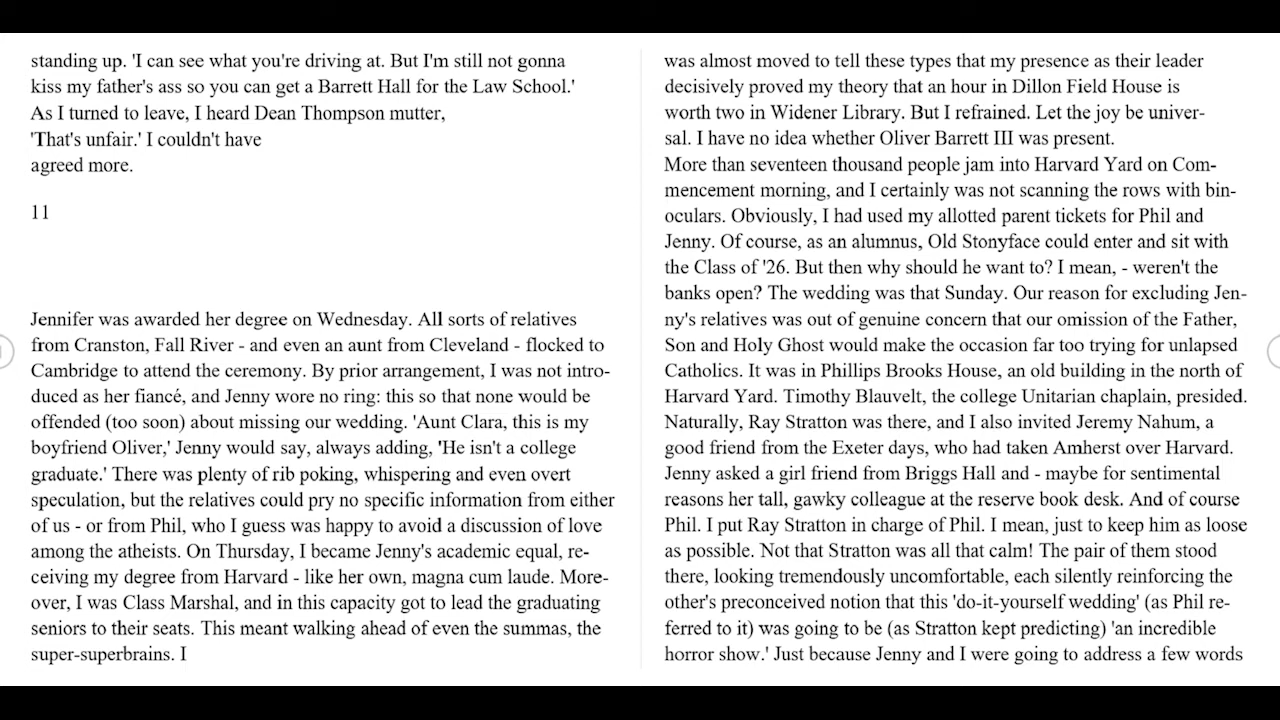 standing up. 'I can see what you're driving at. But I'm still not gonna
kiss my father's ass so you can get a Barrett Hall for the Law School.'
As I turned to leave, I heard Dean Thompson mutter,
'That's unfair.' I couldn't have
agreed more.
11
Jennifer was awarded her degree on Wednesday. All sorts of relatives
from Cranston, Fall River - and even an aunt from Cleveland - flocked to
Cambridge to attend the ceremony. By prior arrangement, I was not intro-
duced as her fiancé, and Jenny wore no ring: this so that none would be
offended (too soon) about missing our wedding. 'Aunt Clara, this is my
boyfriend Oliver,' Jenny would say, always adding, 'He isn't a college
graduate.' There was plenty of rib poking, whispering and even overt
speculation, but the relatives could pry no specific information from either
of us - or from Phil, who I guess was happy to avoid a discussion of love
among the atheists. On Thursday, I became Jenny's academic equal, re-
ceiving my degree from Harvard - like her own, magna cum laude. More-
over, I was Class Marshal, and in this capacity got to lead the graduating
seniors to their seats. This meant walking ahead of even the summas, the
super-superbrains. I
was almost moved to tell these types that my presence as their leader
decisively proved my theory that an hour in Dillon Field House is
worth two in Widener Library. But I refrained. Let the joy be univer-
sal. I have no idea whether Oliver Barrett III was present.
More than seventeen thousand people jam into Harvard Yard on Com-
mencement morning, and I certainly was not scanning the rows with bin-
oculars. Obviously, I had used my allotted parent tickets for Phil and
Jenny. Of course, as an alumnus, Old Stonyface could enter and sit with
the Class of '26. But then why should he want to? I mean, - weren't the
banks open? The wedding was that Sunday. Our reason for excluding Jen-
ny's relatives was out of genuine concern that our omission of the Father,
Son and Holy Ghost would make the occasion far too trying for unlapsed
Catholics. It was in Phillips Brooks House, an old building in the north of
Harvard Yard. Timothy Blauvelt, the college Unitarian chaplain, presided.
Naturally, Ray Stratton was there, and I also invited Jeremy Nahum, a
good friend from the Exeter days, who had taken Amherst over Harvard.
Jenny asked a girl friend from Briggs Hall and - maybe for sentimental
reasons her tall, gawky colleague at the reserve book desk. And of course
Phil. I put Ray Stratton in charge of Phil. I mean, just to keep him as loose
as possible. Not that Stratton was all that calm! The pair of them stood
there, looking tremendously uncomfortable, each silently reinforcing the
other's preconceived notion that this 'do-it-yourself wedding' (as Phil re-
ferred to it) was going to be (as Stratton kept predicting) 'an incredible
horror show.' Just because Jenny and I were going to address a few words